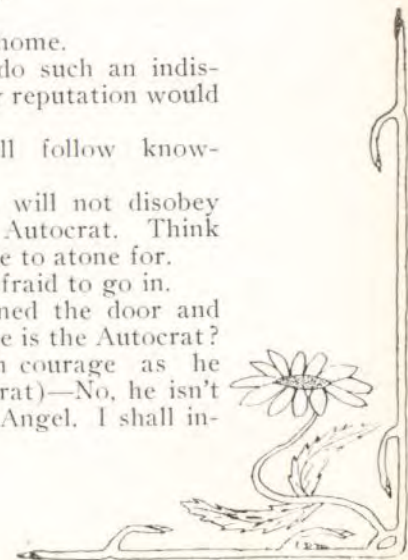 home.
do such an indis-
reputation would
ll follow know-
will not disobey
Autocrat. Think
e to atone for.
fraid to go in.
ned the door and
e is the Autocrat?
courage as he
rat)—No, he isn't
Angel. I shall in-